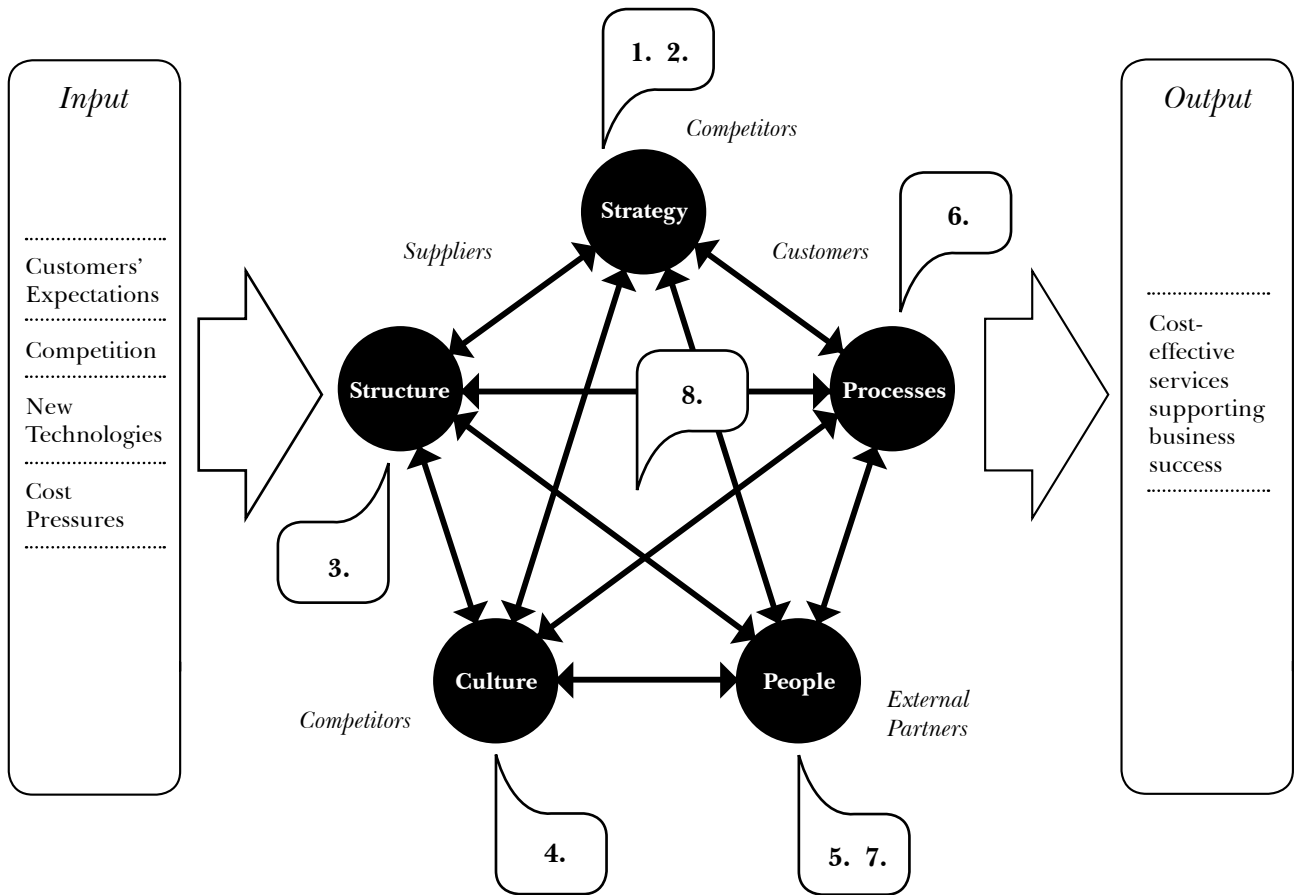 Input
Customers’
Expectations
Competition
New
Technologies
Cost
Pressures
1. 2.
Competitors
Strategy
Suppliers
Customers
6.
Structure
8.
Processes
3.
Culture
People
Competitors
External
Partners
4.
5. 7.
Output
Cost-
effective
services
supporting
business
success